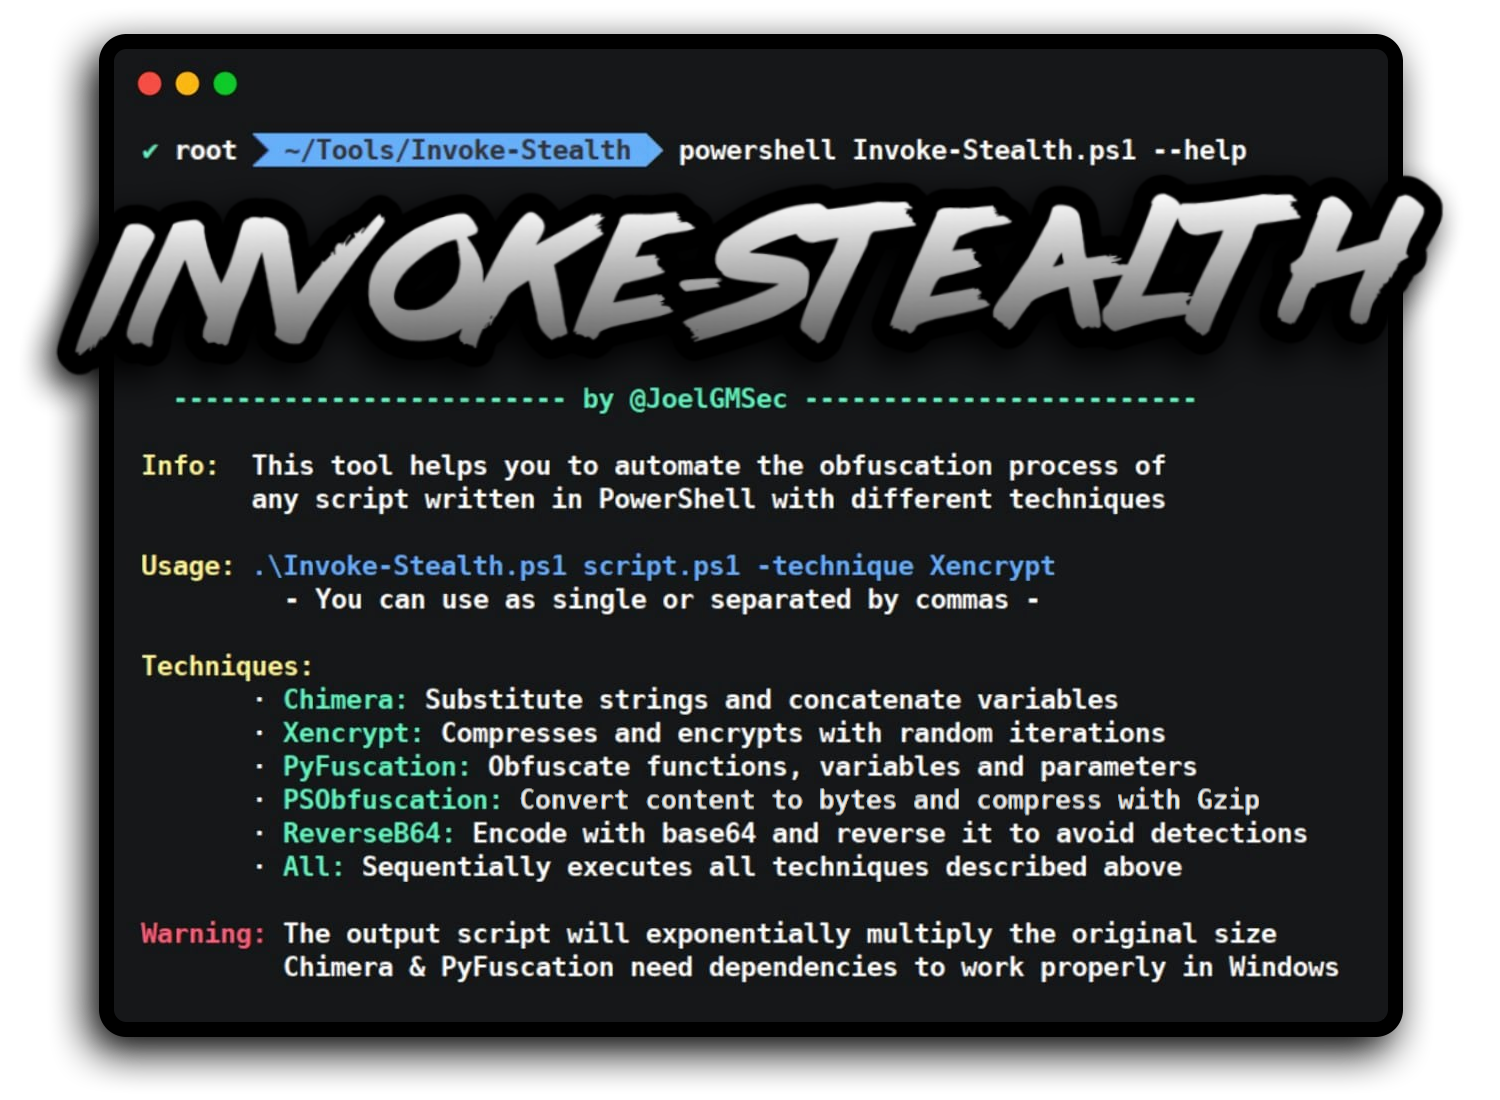 ✔ root ~/Tools/Invoke-Stealth powershell Invoke-Stealth.ps1 --help
INVOKE-STEALTH
------------------------- by @JoelGMSec -------------------------
Info: This tool helps you to automate the obfuscation process of
any script written in PowerShell with different techniques
Usage: .\Invoke-Stealth.ps1 script.ps1 -technique Xencrypt
- You can use as single or separated by commas -
Techniques:
· Chimera: Substitute strings and concatenate variables
· Xencrypt: Compresses and encrypts with random iterations
· PyFuscation: Obfuscate functions, variables and parameters
· PSObfuscation: Convert content to bytes and compress with Gzip
· ReverseB64: Encode with base64 and reverse it to avoid detections
· All: Sequentially executes all techniques described above
Warning: The output script will exponentially multiply the original size
Chimera & PyFuscation need dependencies to work properly in Windows